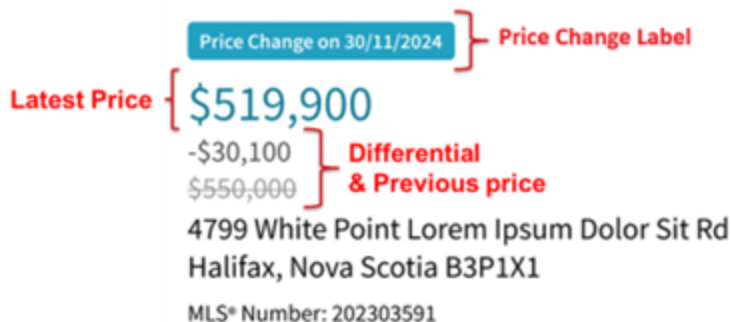 Price Change on 30/11/2024
Price Change Label
Latest Price
$519,900
-$30,100
$550,000
Differential
& Previous price
4799 White Point Lorem Ipsum Dolor Sit Rd
Halifax, Nova Scotia B3P1X1
MLS® Number: 202303591